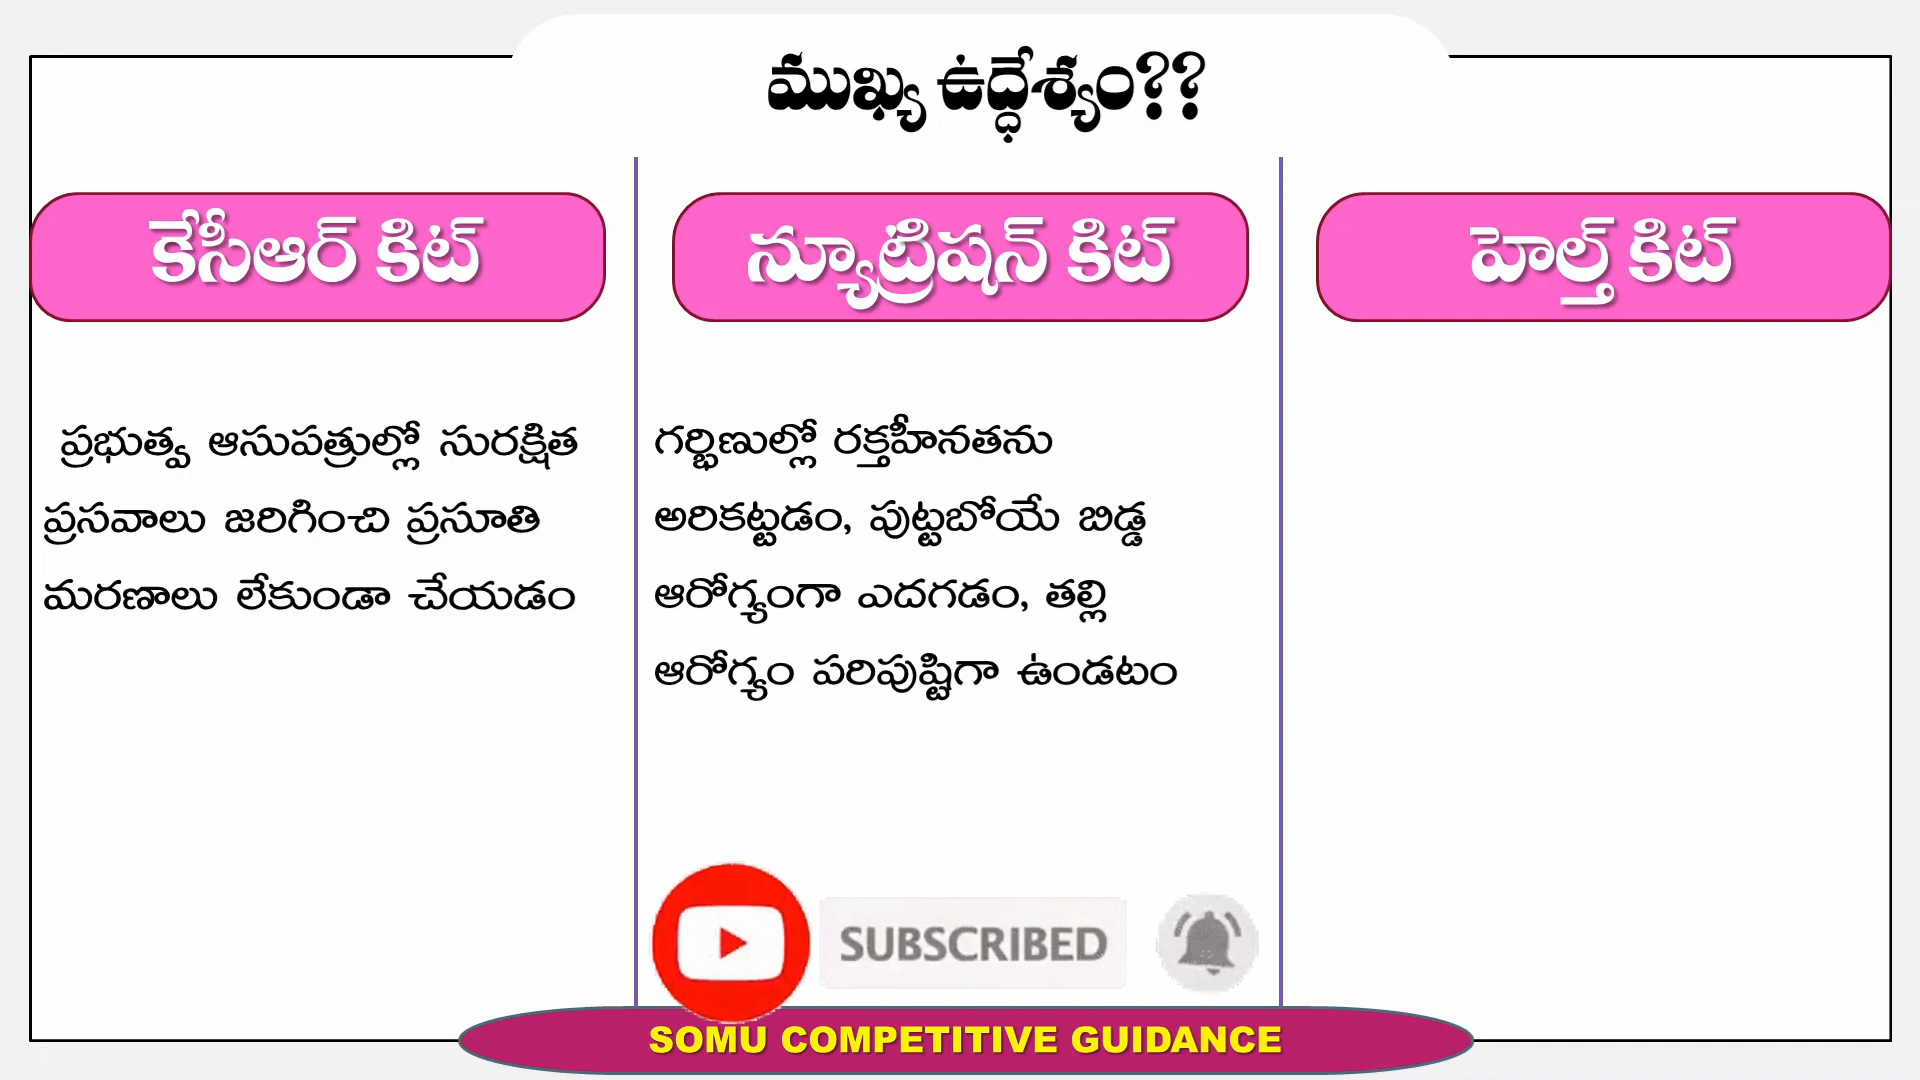 ముఖ్య ఉద్ధేశ్యం??
కేసీఆర్ కిట్
ప్రభుత్వ ఆసుపత్రుల్లో సురక్షిత
ప్రసవాలు జరిగించి ప్రసూతి
మరణాలు లేకుండా చేయడం
న్యూట్రిషన్ కిట్
గర్భిణుల్లో రక్తహీనతను
అరికట్టడం, పుట్టబోయే బిడ్డ
ఆరోగ్యంగా ఎదగడం, తల్లి
ఆరోగ్యం పరిపుష్టిగా ఉండటం
హెల్త్ కిట్
SUBSCRIBED
SOMU COMPETITIVE GUIDANCE